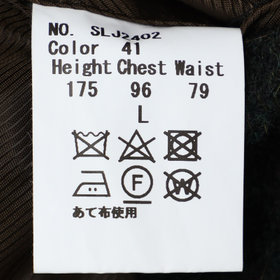 NO. SLJ2402
Color 41
Height Chest Waist
175 96 79
L
F W
あて布使用